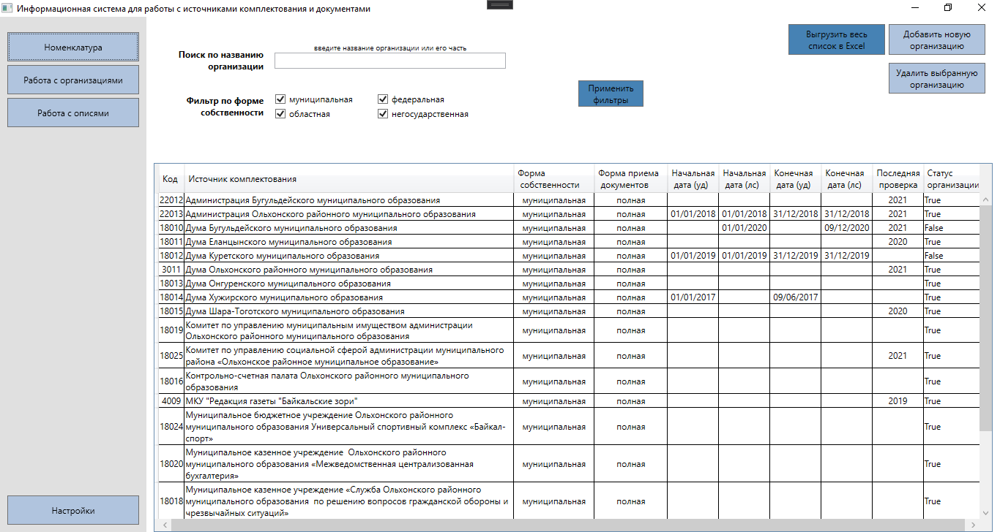 Информационная система для работы с источниками комплектования и документами
Номенклатура
Работа с организациями
Работа с описями
Настройки
Поиск по названию
организации
введите название организации или его часть
Фильтр по форме
собственности
муниципальная
федеральная
областная
негосударственная
Применить
фильтры
Выгрузить весь
список в Excel
Добавить новую
организацию
Удалить выбранную
организацию
Код Источник комплектования Форма собственности Форма приема документов Начальная дата (уд) Начальная дата (лс) Конечная дата (уд) Конечная дата (лс) Последняя проверка Статус организации
22012 Администрация Бугульдейского муниципального образования муниципальная полная 2021 True
22013 Администрация Ольхонского районного муниципального образования муниципальная полная 01/01/2018 01/01/2018 31/12/2018 31/12/2018 2021 True
18010 Дума Бугульдейского муниципального образования муниципальная полная 01/01/2020 09/12/2020 2021 False
18011 Дума Еланцынского муниципального образования муниципальная полная 2020 True
18012 Дума Куретского муниципального образования муниципальная полная 01/01/2019 01/01/2019 31/12/2019 31/12/2019 False
3011 Дума Ольхонского районного муниципального образования муниципальная полная 2021 True
18013 Дума Онгуренского муниципального образования муниципальная полная True
18014 Дума Хужирского муниципального образования муниципальная полная 01/01/2017 09/06/2017 True
18015 Дума Шара-Тоготского муниципального образования муниципальная полная 2020 True
18019 Комитет по управлению муниципальным имуществом администрации
Ольхонского районного муниципального образования муниципальная полная True
18025 Комитет по управлению социальной сферой администрации муниципального
района «Ольхонское районное муниципальное образование» муниципальная полная 2021 True
18016 Контрольно-счетная палата Ольхонского районного муниципального
образования муниципальная полная True
4009 МКУ "Редакция газеты "Байкальские зори" муниципальная полная 2019 True
18024 Муниципальное бюджетное учреждение Ольхонского районного
муниципального образования Универсальный спортивный комплекс «Байкал-
спорт» муниципальная полная True
18020 Муниципальное казенное учреждение Ольхонского районного
муниципального образования «Межведомственная централизованная
бухгалтерия» муниципальная полная True
18018 Муниципальное казенное учреждение «Служба Ольхонского районного
муниципального образования по решению вопросов гражданской обороны и
чрезвычайных ситуаций» муниципальная полная True